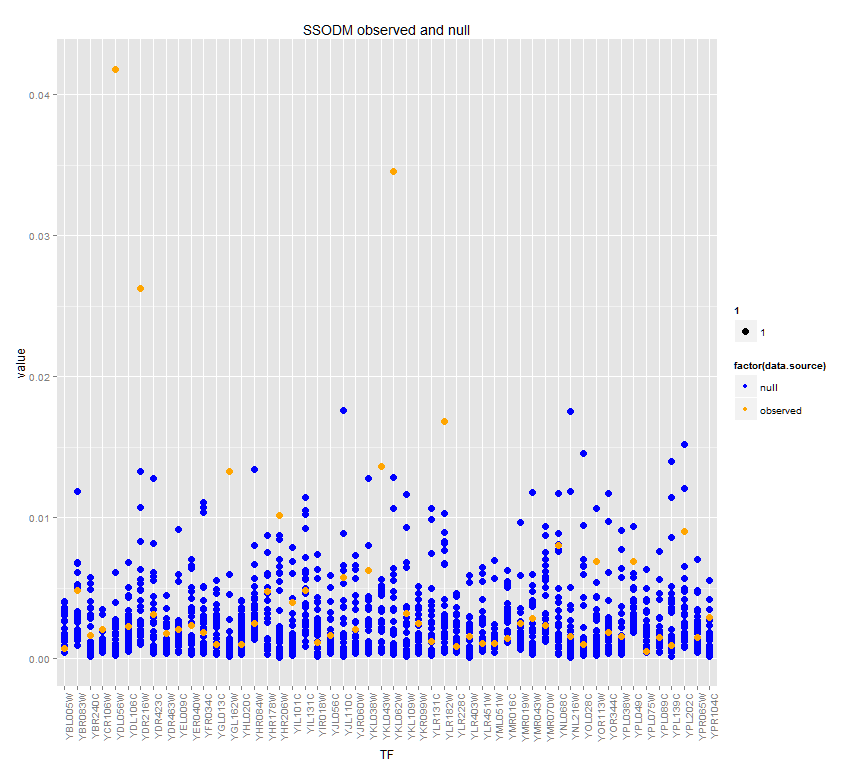 SSODM observed and null
value
0.04
0.03
0.02
0.01
0.00
YBL005W
YBR083W
YBR240C
YCR106W
YDL056W
YDL106C
YDR216W
YDR423C
YDR463W
YEL009C
YER040W
YFR034C
YGL013C
YGL162W
YHL020C
YHR084W
YHR178W
YHR206W
YIL101C
YIL131C
YIR018W
YJL056C
YJL110C
YJR060W
YKL038W
YKL043W
YKL062W
YKL109W
YKR099W
YLR131C
YLR182W
YLR228C
YLR403W
YLR451W
YML051W
YMR016C
YMR019W
YMR043W
YMR070W
YNL068C
YNL216W
YOL028C
YOR113W
YOR344C
YPL038W
YPL049C
YPL075W
YPL089C
YPL139C
YPL202C
YPR065W
YPR104C
TF
1
1
factor(data.source)
null
observed